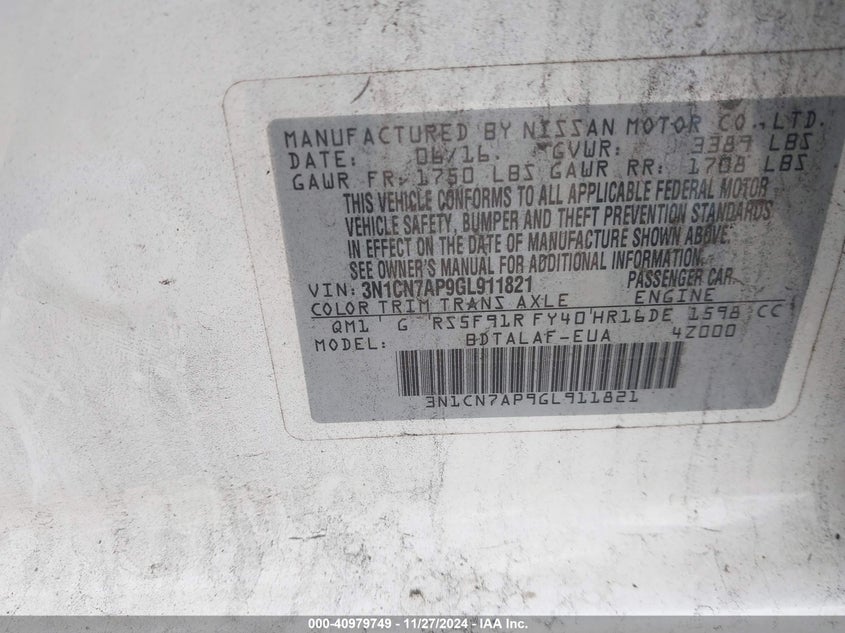 MANUFACTURED BY NISSAN MOTOR CO., LTD.
DATE: 06/16. GVWR: 3389 LBS
GAWR FR: 1750 LBS GAWR RR: 1708 LBS
THIS VEHICLE CONFORMS TO ALL APPLICABLE FEDERAL MOTOR
VEHICLE SAFETY, BUMPER AND THEFT PREVENTION STANDARDS
IN EFFECT ON THE DATE OF MANUFACTURE SHOWN ABOVE.
SEE OWNER'S MANUAL FOR ADDITIONAL INFORMATION.
VIN: 3N1CN7AP9GL911821 PASSENGER CAR
COLOR TRIM TRANS AXLE ENGINE
QM1 G RS5F91R FY40 HR16DE 1598 CC
MODEL: BDTALAF-EUA 4Z000
3N1CN7AP9GL911821
000-40979749 | 11/27/2024 | © IAA Inc.